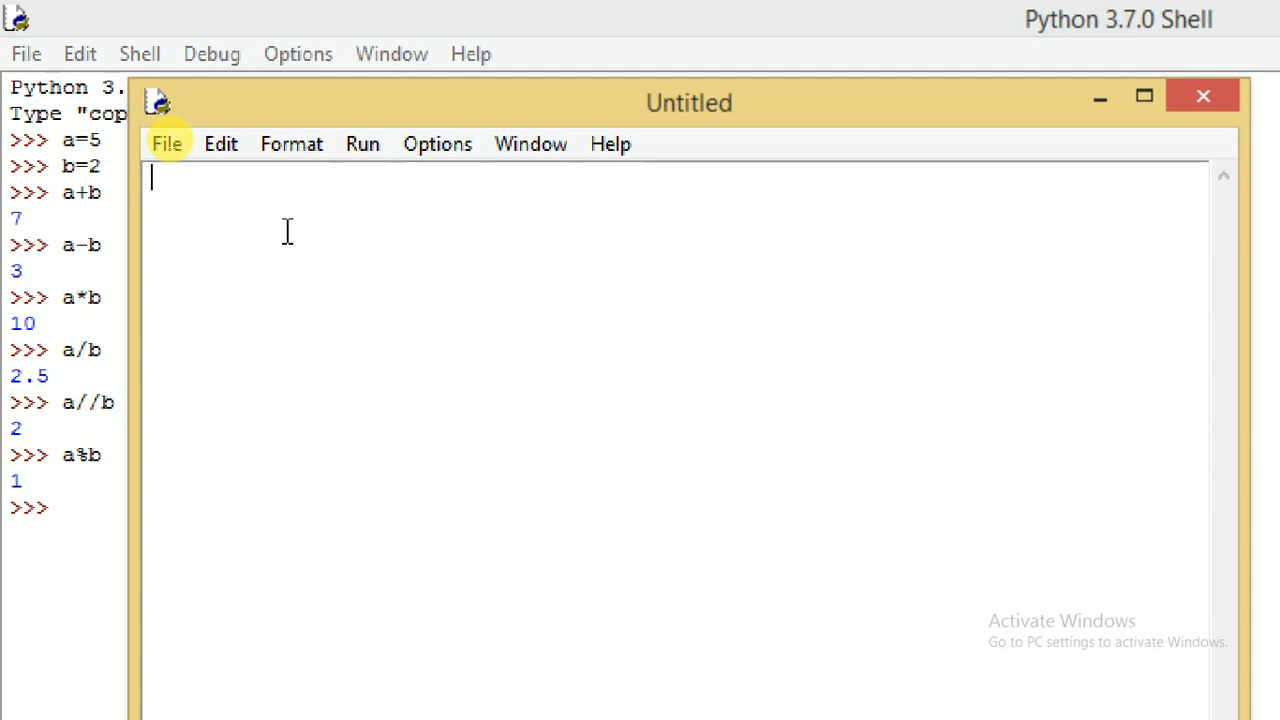 Python 3.7.0 Shell
File Edit Shell Debug Options Window Help
Python 3.
Type "cop
>>> a=5
>>> b=2
>>> a+b
7
>>> a-b
3
>>> a*b
10
>>> a/b
2.5
>>> a//b
2
>>> a%b
1
>>>
Untitled
File Edit Format Run Options Window Help
Activate Windows
Go to PC settings to activate Windows.